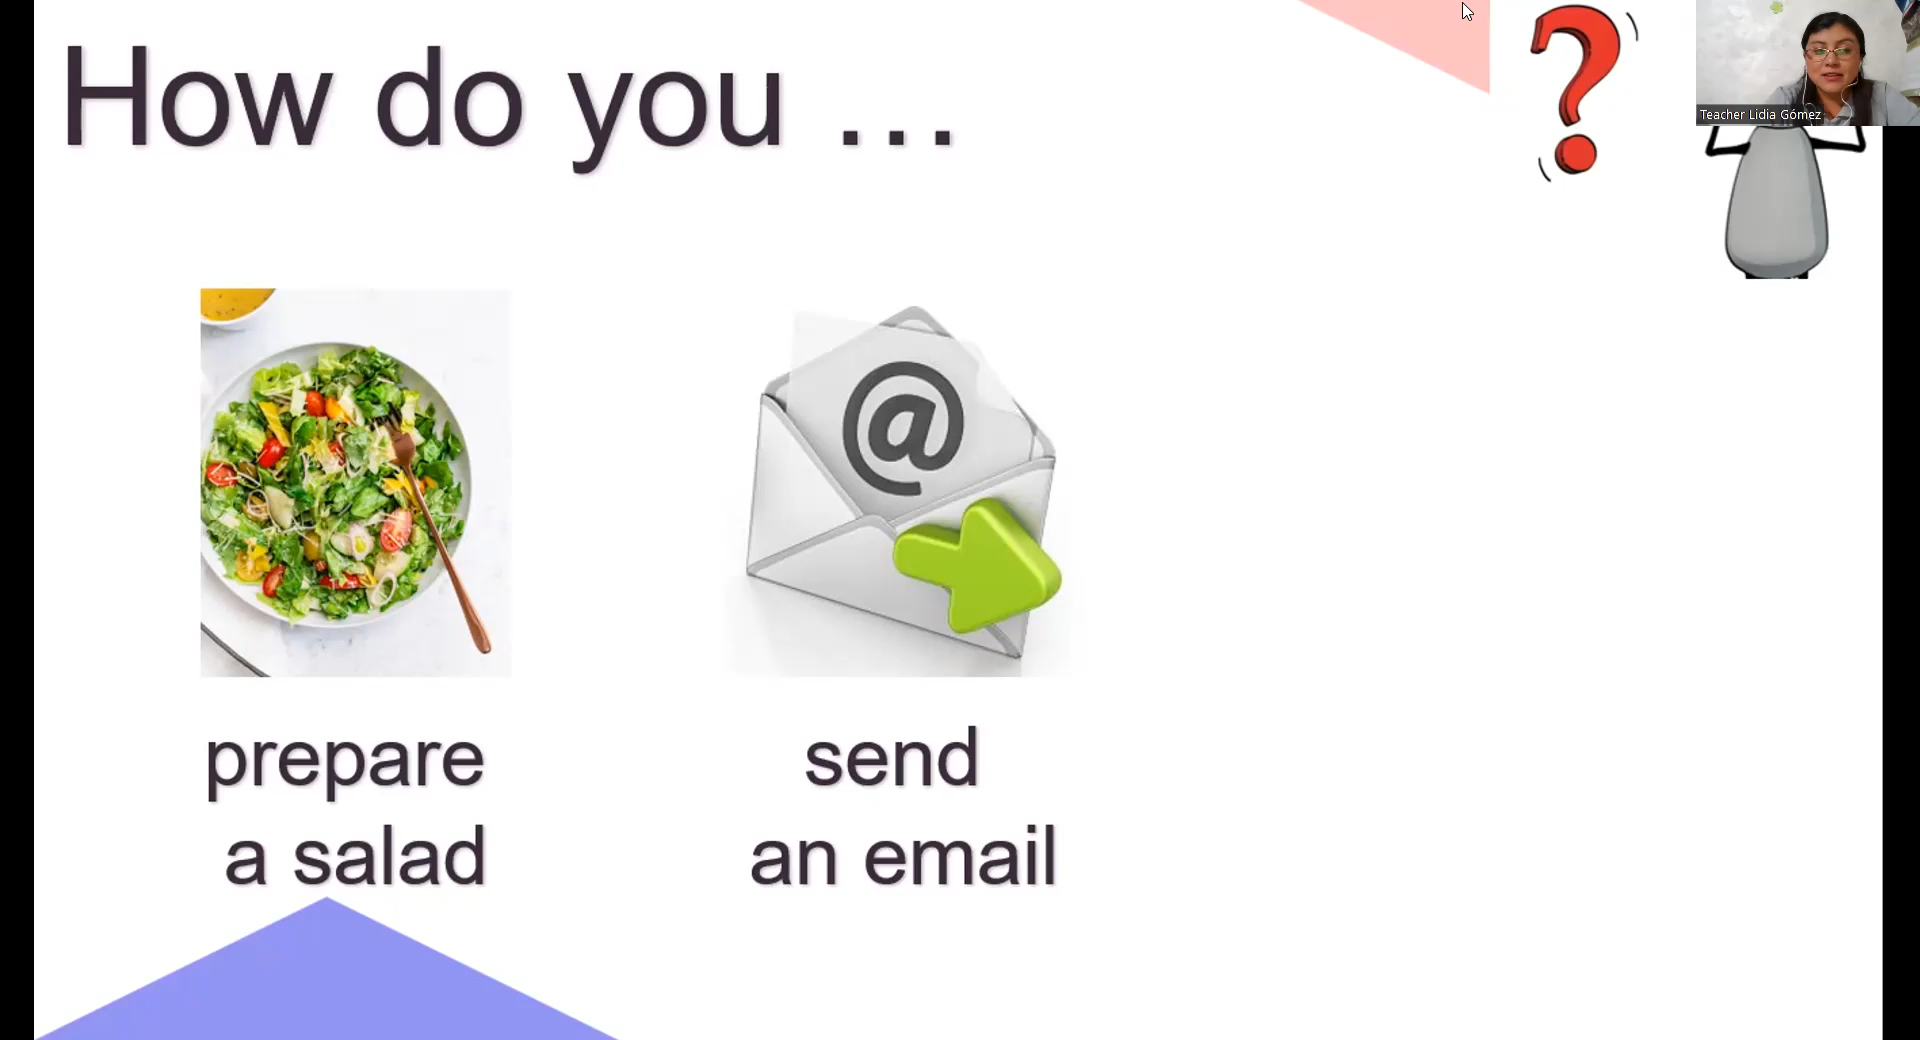 How do you ...
Teacher Lidia Gómez
@
prepare
a salad
send
an email